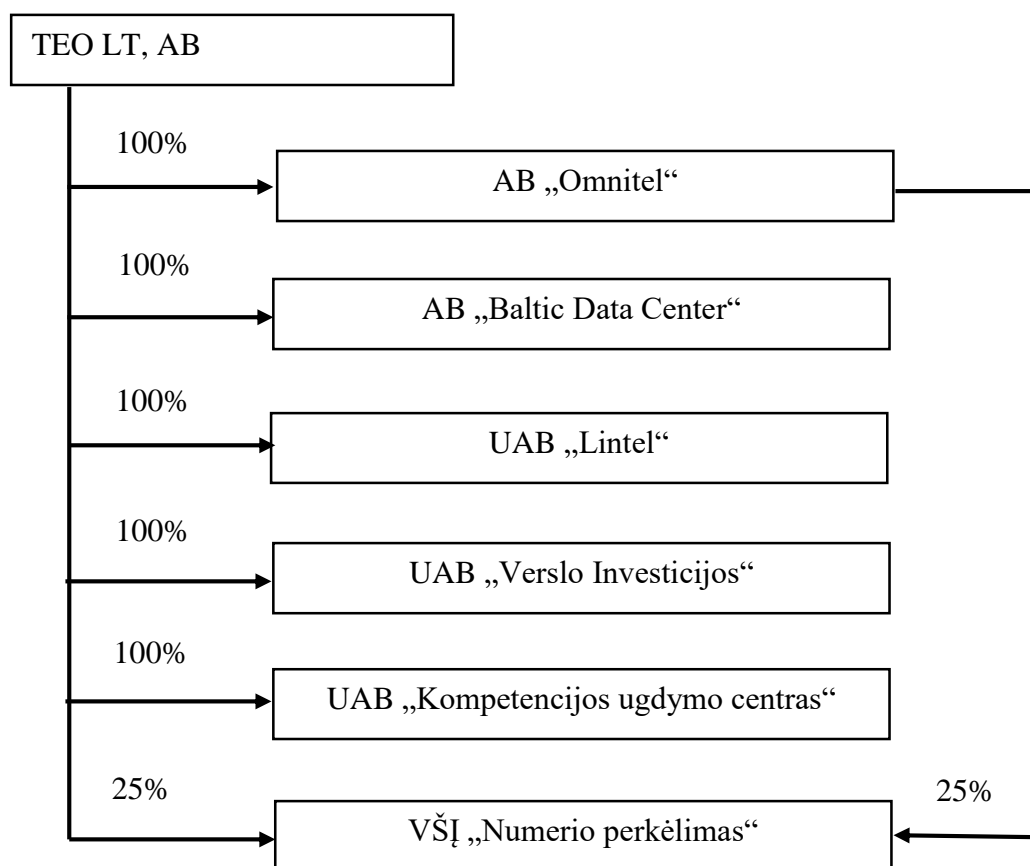 TEO LT, AB
100%
AB „Omnitel“
100%
AB „Baltic Data Center“
100%
UAB „Lintel“
100%
UAB „Verslo Investicijos“
100%
UAB „Kompetencijos ugdymo centras“
25%
VŠĮ „Numerio perkėlimas“
25%